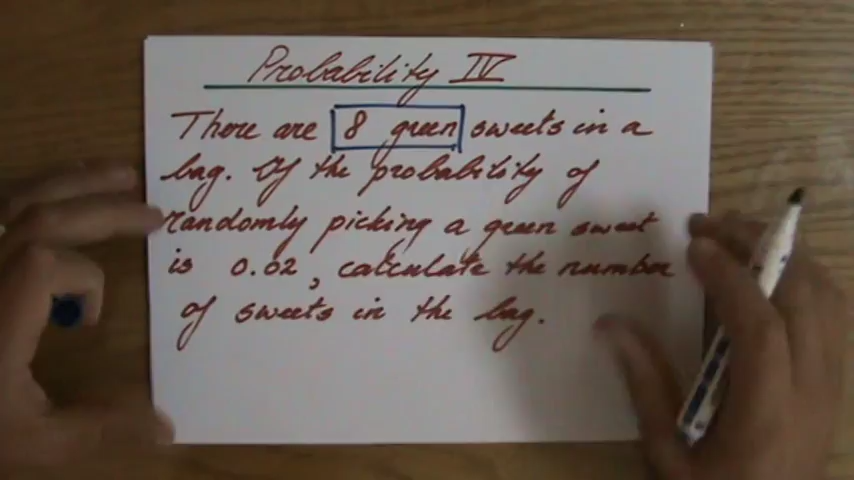 Probability IV
There are 8 green sweets in a
bag. If the probability of
randomly picking a green sweet
is 0.02, calculate the number
of sweets in the bag.